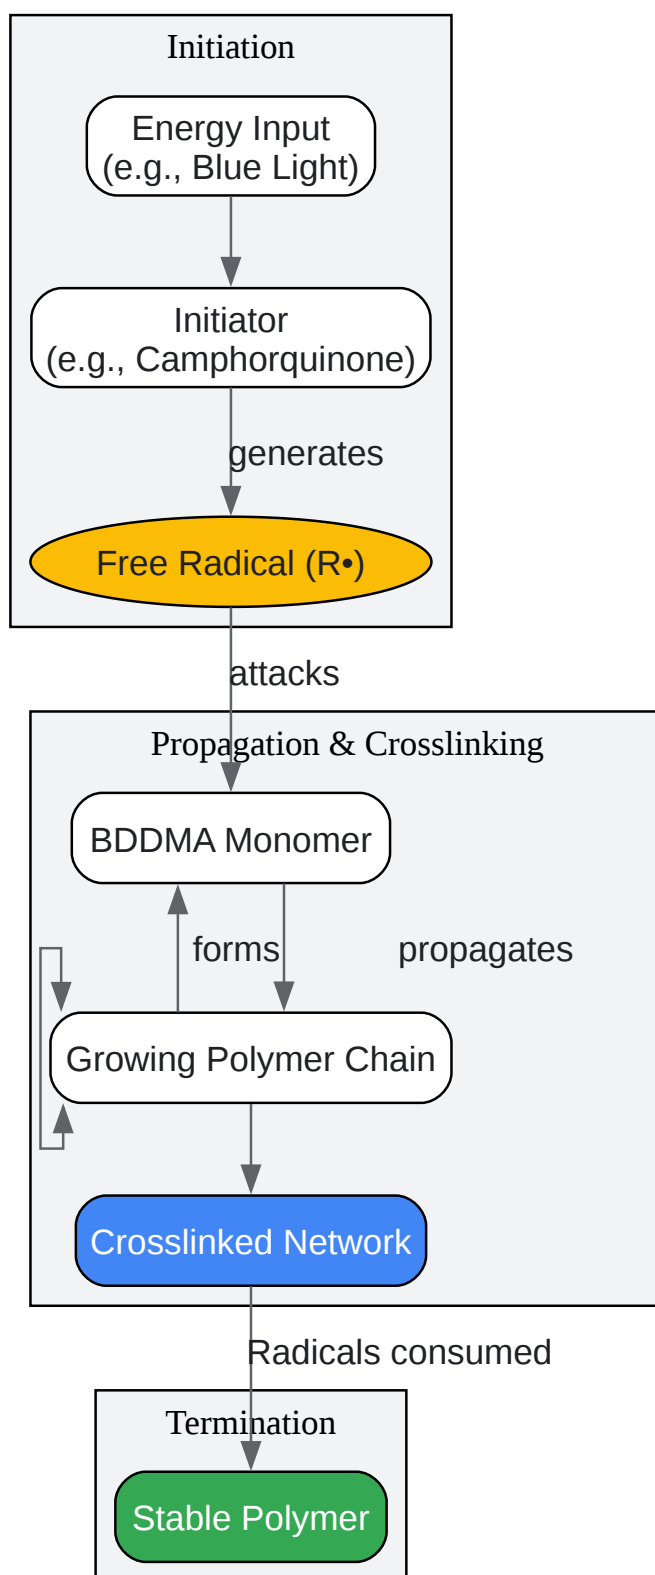 Initiation
Energy Input
(e.g., Blue Light)
Initiator
(e.g., Camphorquinone)
generates
Free Radical (R•)
attacks
Propagation & Crosslinking
BDDMA Monomer
forms
propagates
Growing Polymer Chain
Crosslinked Network
Radicals consumed
Termination
Stable Polymer